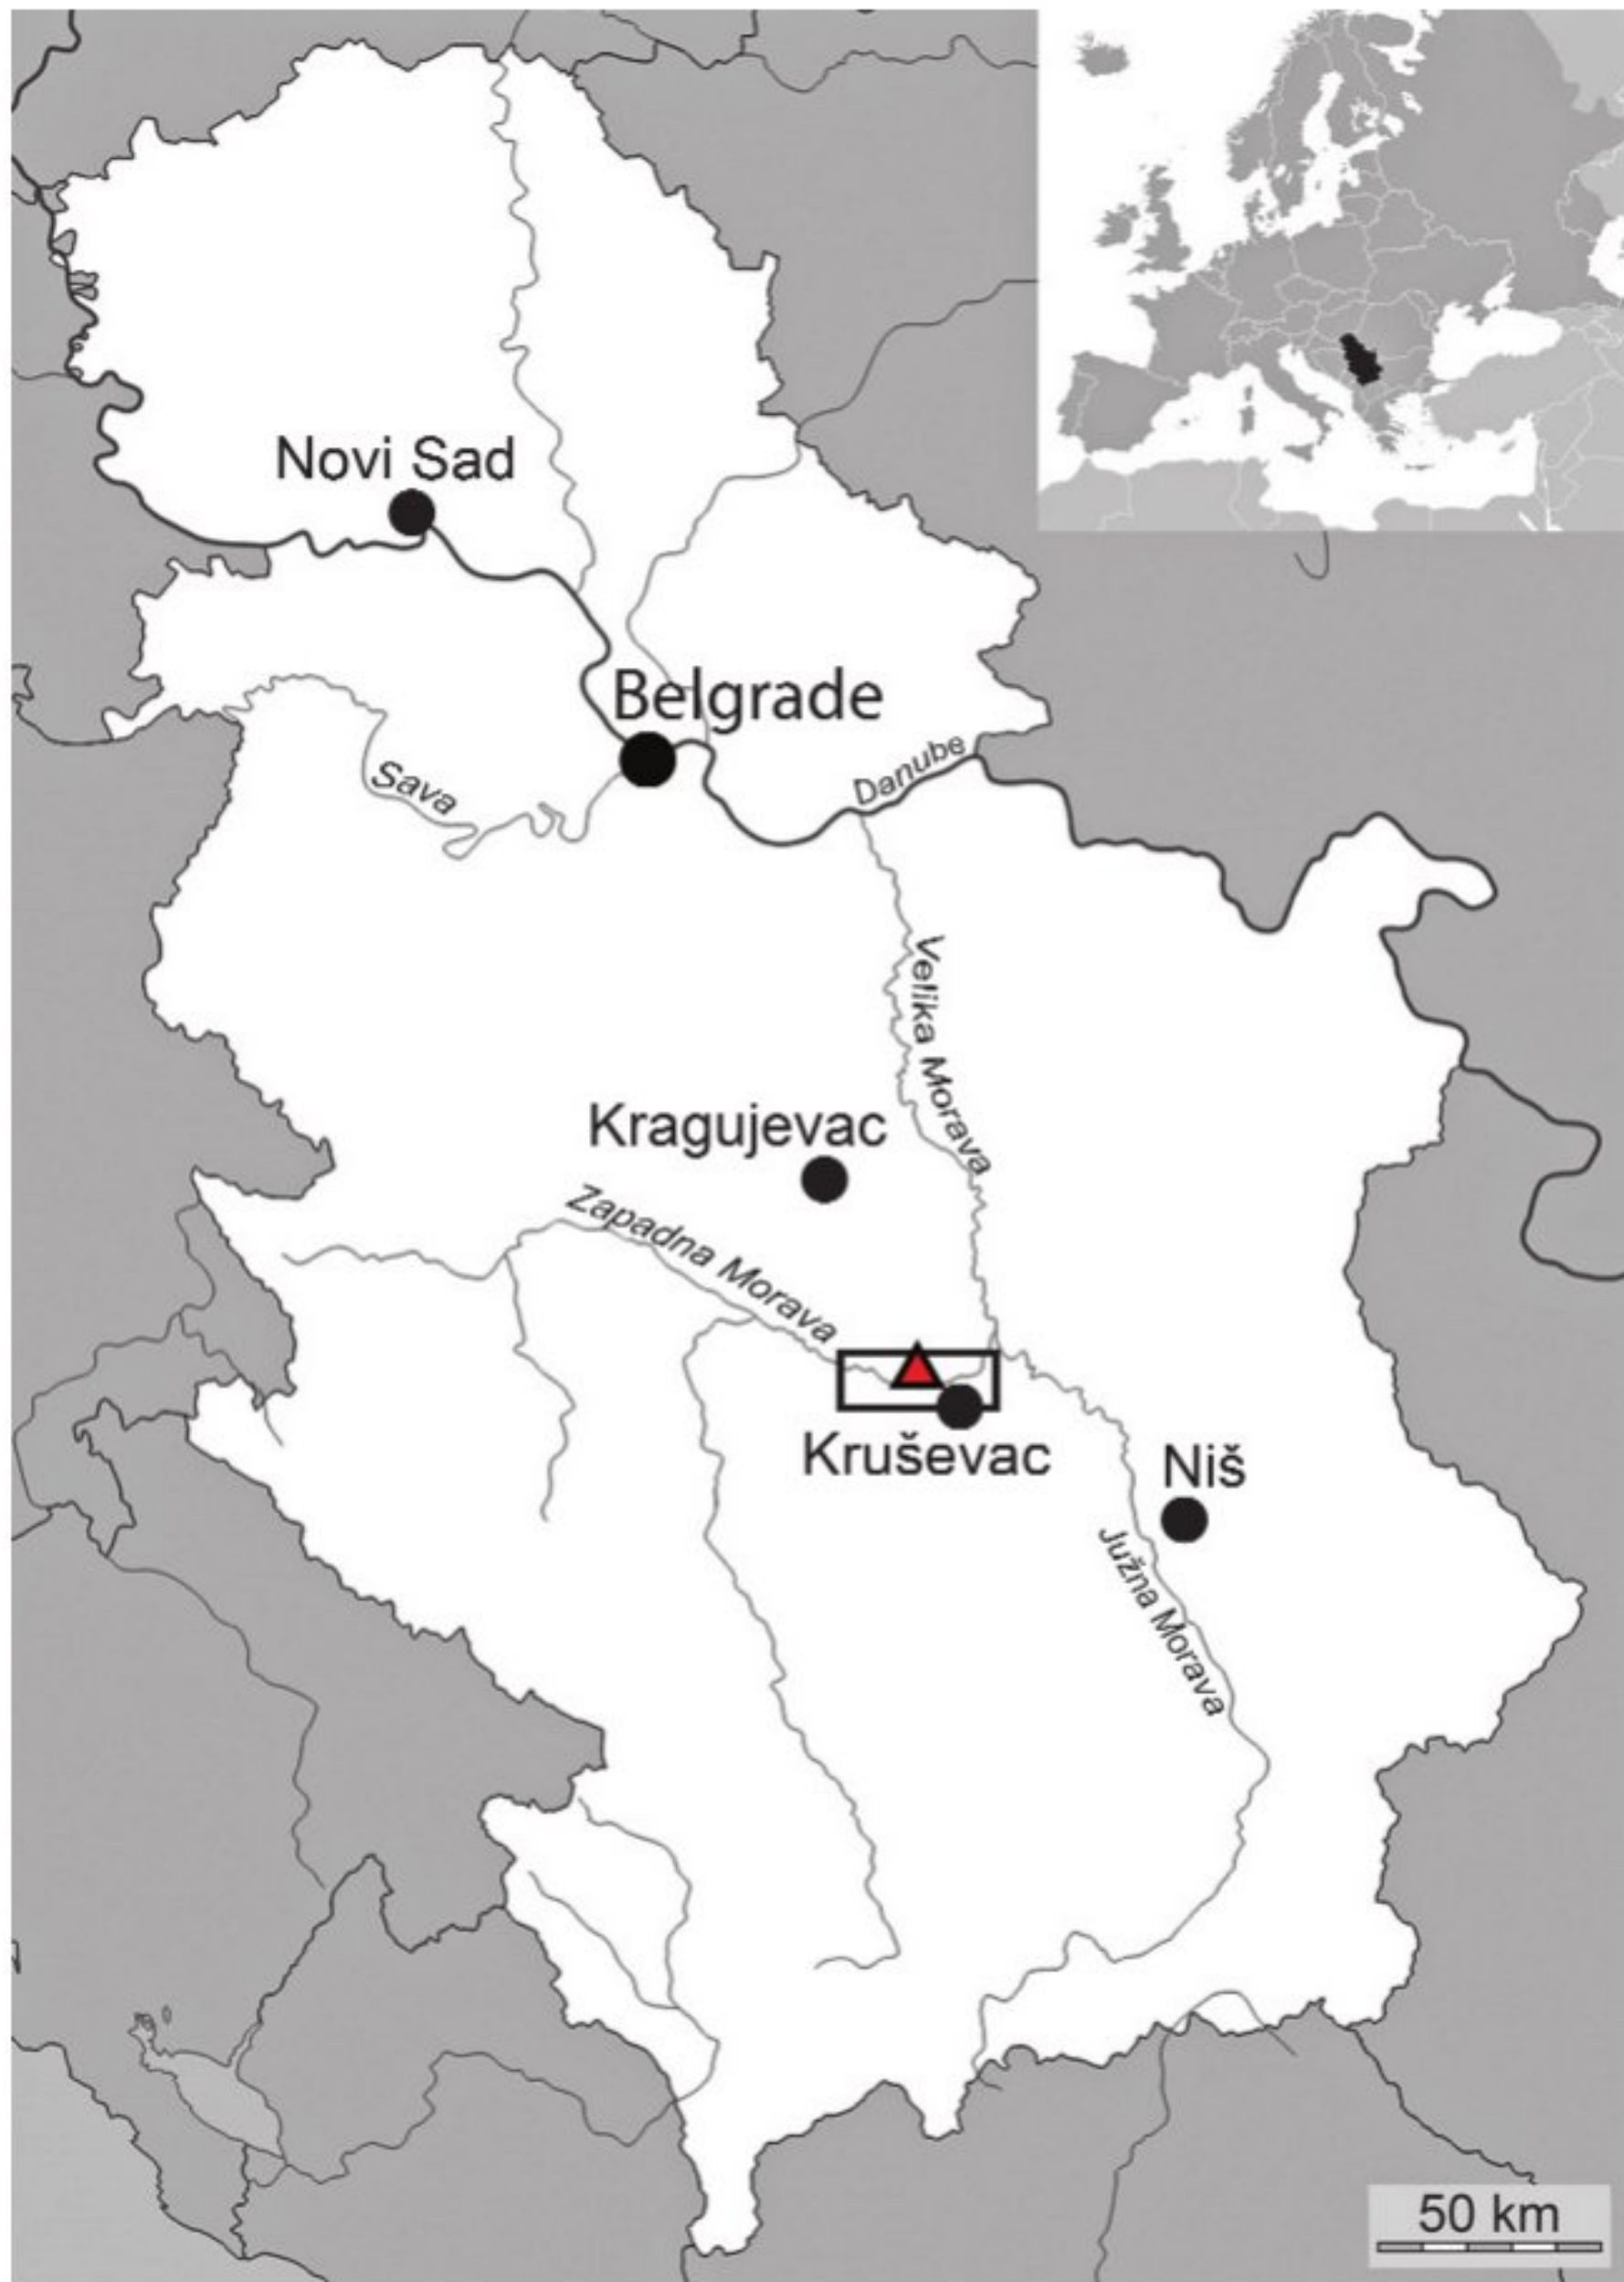 Novi Sad
Belgrade
Danube
Sava
Velika Morava
Kragujevac
Zapadna Morava
Kruševac
Niš
Južna Morava
50 km